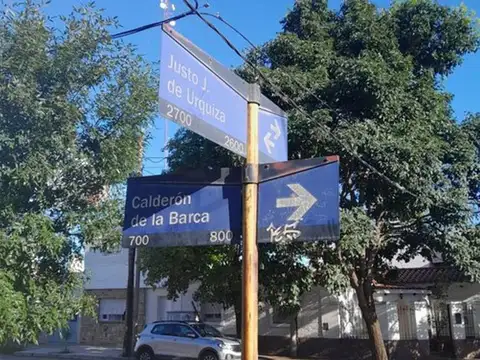 Justo J.
de Urquiza
2700 2600
Calderón
de la Barca
700 800